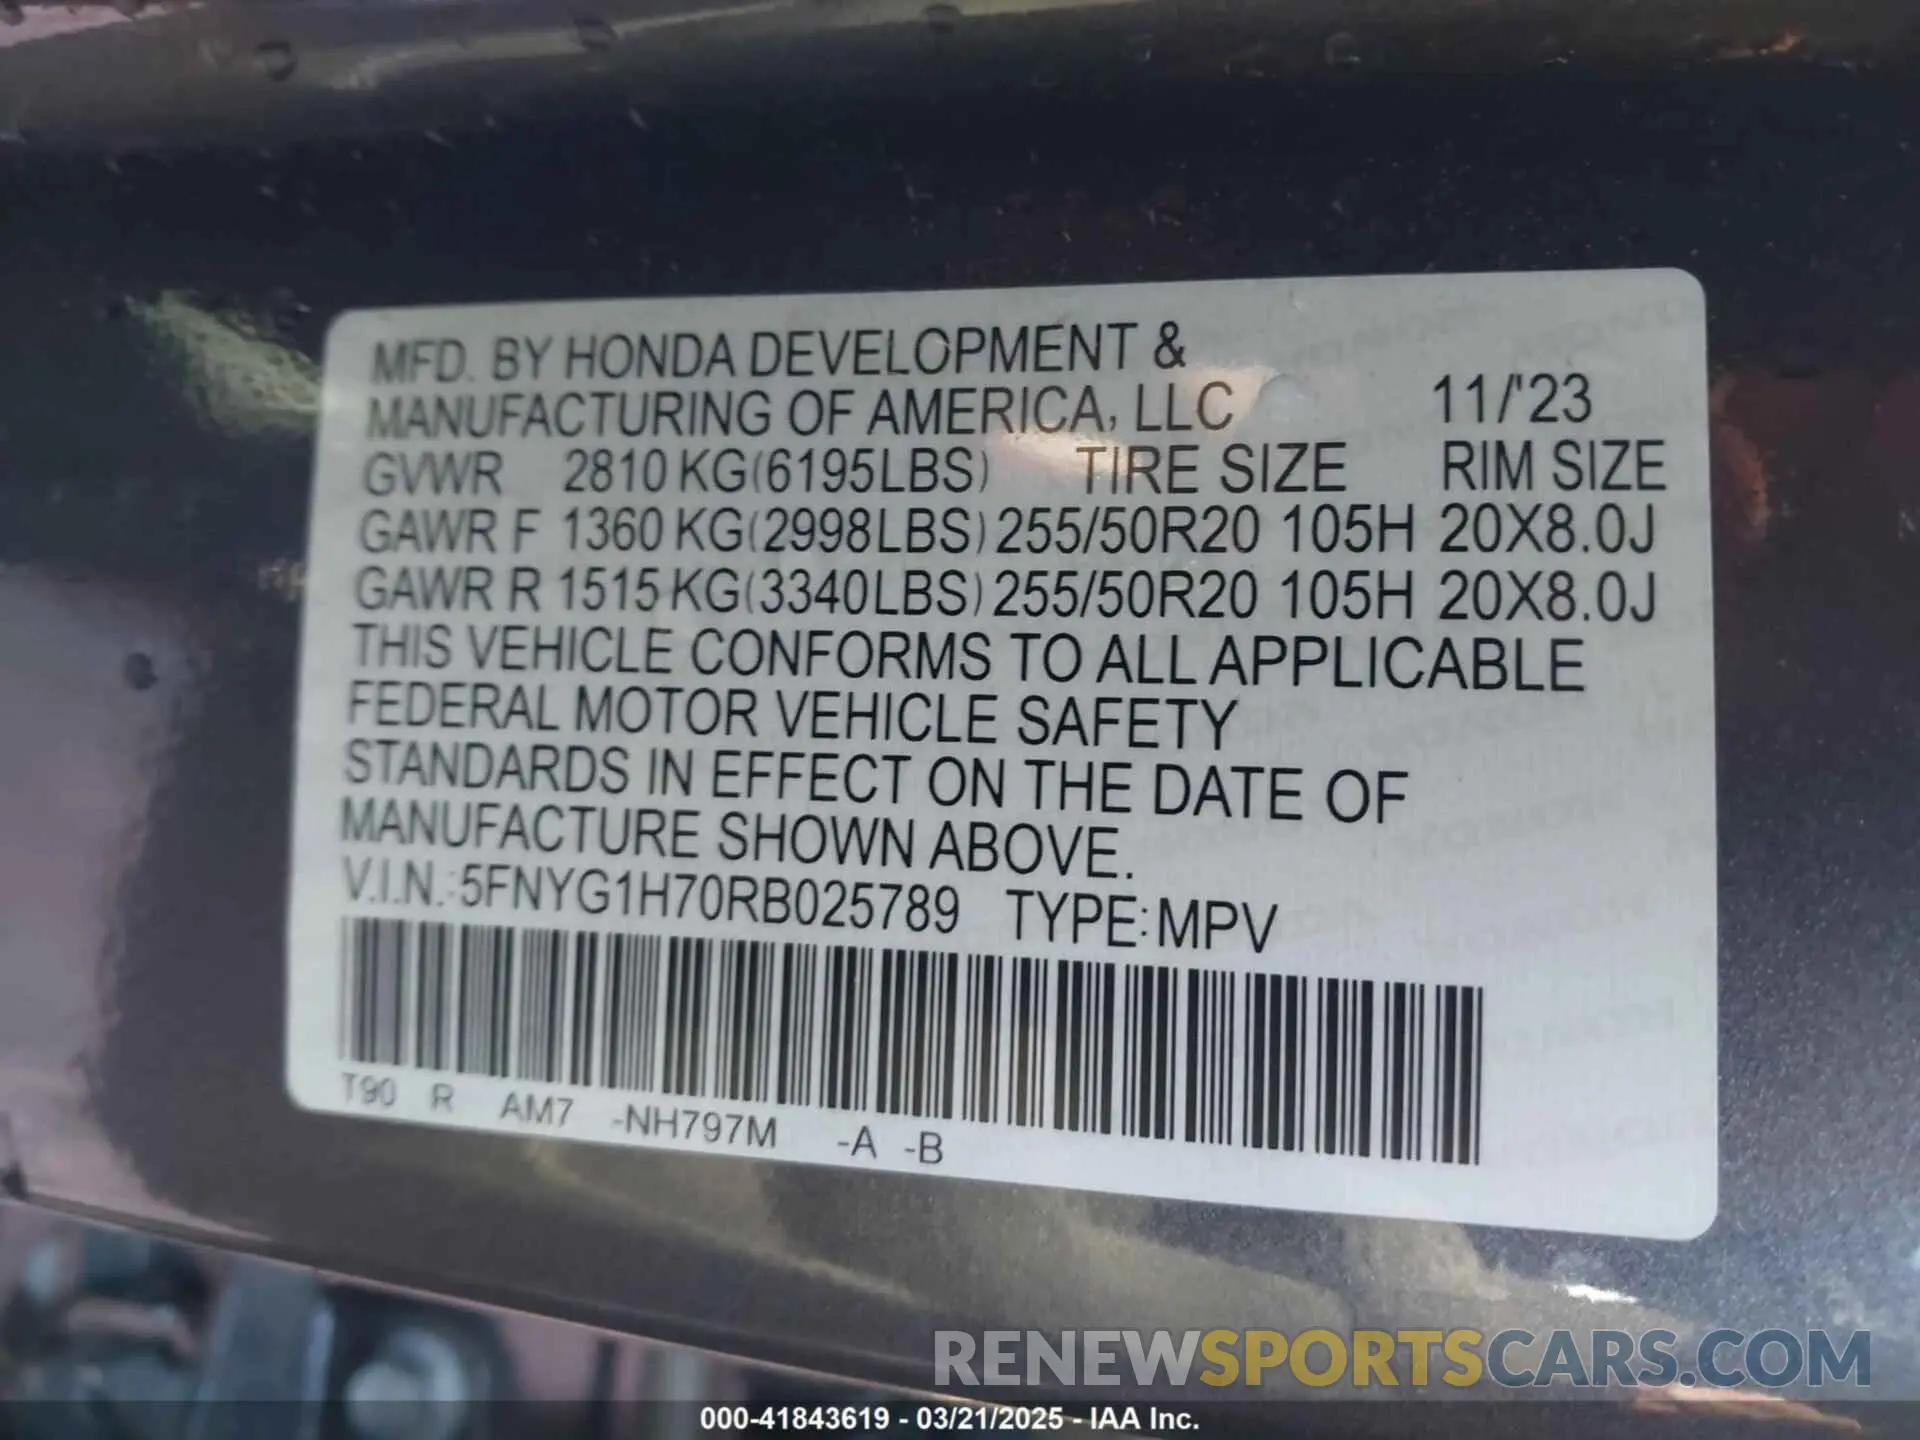 MFD. BY HONDA DEVELOPMENT &
MANUFACTURING OF AMERICA, LLC 11/'23
GVWR 2810 KG(6195LBS) TIRE SIZE RIM SIZE
GAWR F 1360 KG(2998LBS) 255/50R20 105H 20X8.0J
GAWR R 1515 KG(3340LBS) 255/50R20 105H 20X8.0J
THIS VEHICLE CONFORMS TO ALL APPLICABLE
FEDERAL MOTOR VEHICLE SAFETY
STANDARDS IN EFFECT ON THE DATE OF
MANUFACTURE SHOWN ABOVE.
V.I.N.:5FNYG1H70RB025789 TYPE:MPV
T90 R AM7 -NH797M -A -B
RENEWSPORTSCARS.COM
000-41843619 - 03/21/2025 - IAA Inc.